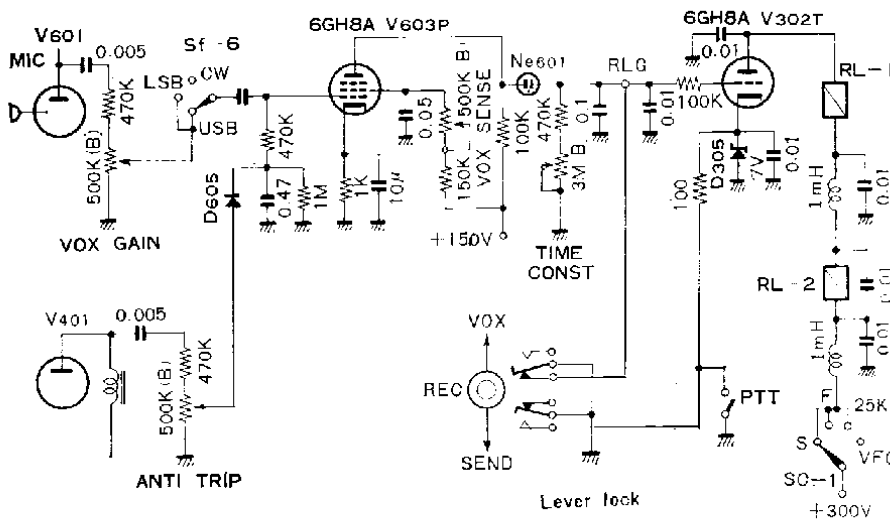 V601
MIC
0.005
LSB
Sf-6
CW
USB
470K
500K(B)
VOX GAIN
D605
470K
0.47
1M
6GH8A V603P
1K
10μ
0.05
500K(B)
150K
VOX SENSE
100K
+150V
Ne601
470K
3M B
TIME
CONST
0.1
RLG
0.01
100K
6GH8A V302T
0.01
D305
7V
0.01
100
RL-1
1mH
0.01
RL-2
1mH
0.01
F
25K
S
VFO
SC-1
+300V
V401
0.005
470K
500K(B)
ANTI TRIP
VOX
REC
SEND
PTT
Lever lock